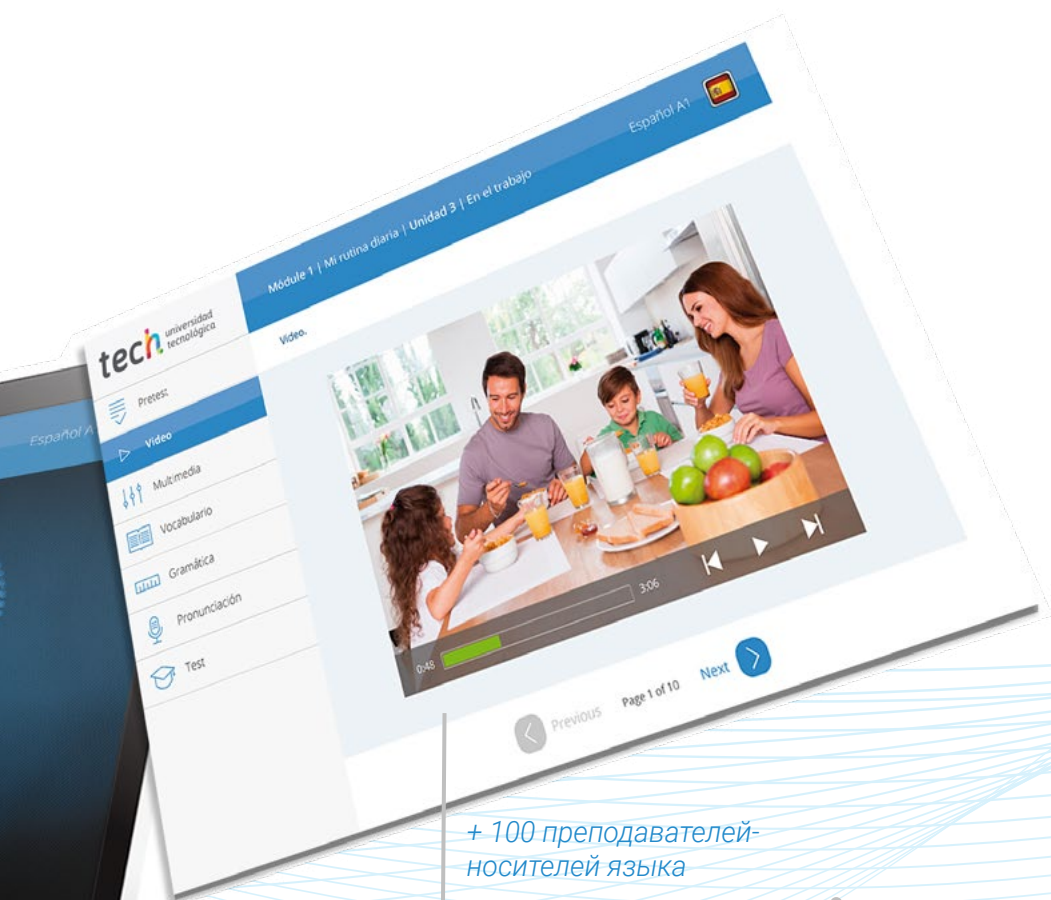 Español A1
Módule 1 | Mi rutina diaria | Unidad 3 | En el trabajo
tech universidad
tecnológica
Video.
Pretest
Video
Multimedia
Vocabulario
Gramática
Pronunciación
Test
0:48
3:06
Previous
Page 1 of 10
Next
Español A
+ 100 преподавателей-
носителей языка